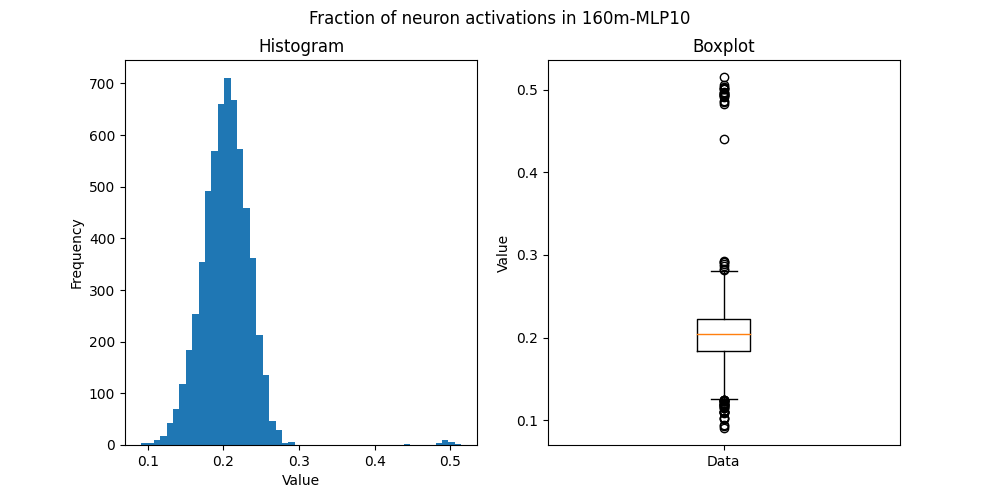 Fraction of neuron activations in 160m-MLP10
Histogram
Frequency
700
600
500
400
300
200
100
0
0.1 0.2 0.3 0.4 0.5
Value
Boxplot
Value
0.5
0.4
0.3
0.2
0.1
Data